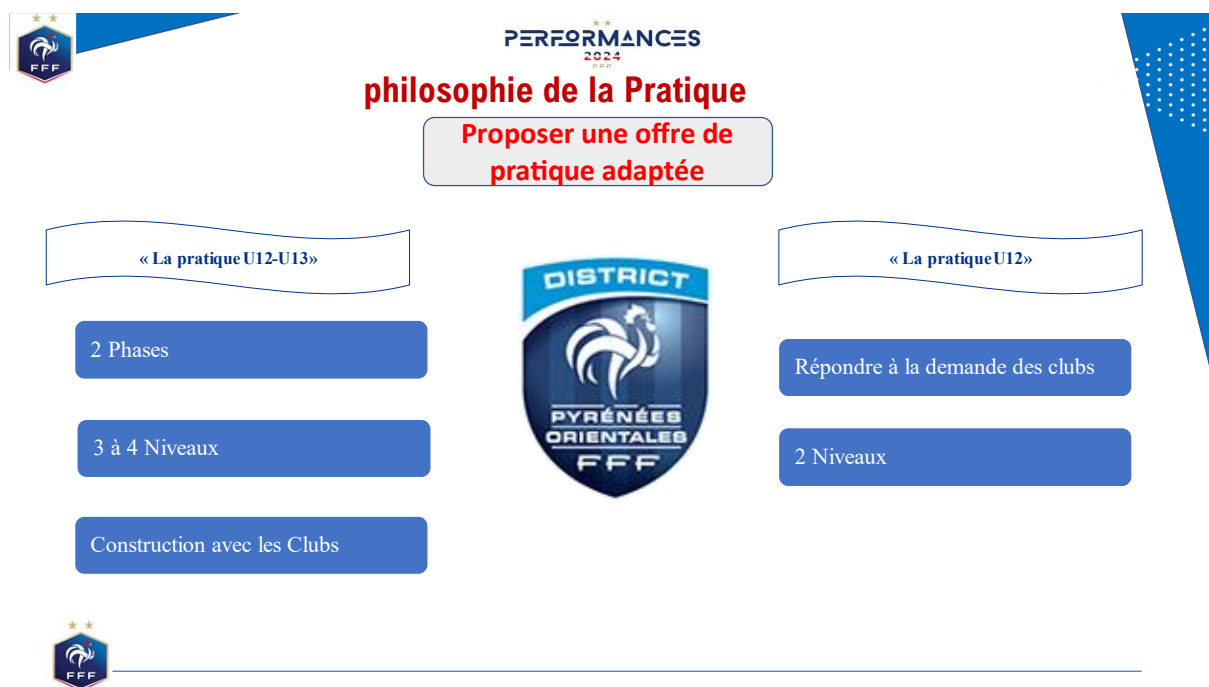 FFF
PERFORMANCES
2024
FFF
philosophie de la Pratique
Proposer une offre de
pratique adaptée
« La pratique U12-U13»
2 Phases
3 à 4 Niveaux
Construction avec les Clubs
DISTRICT
PYRÉNÉES
ORIENTALES
FFF
« La pratique U12»
Répondre à la demande des clubs
2 Niveaux
FFF